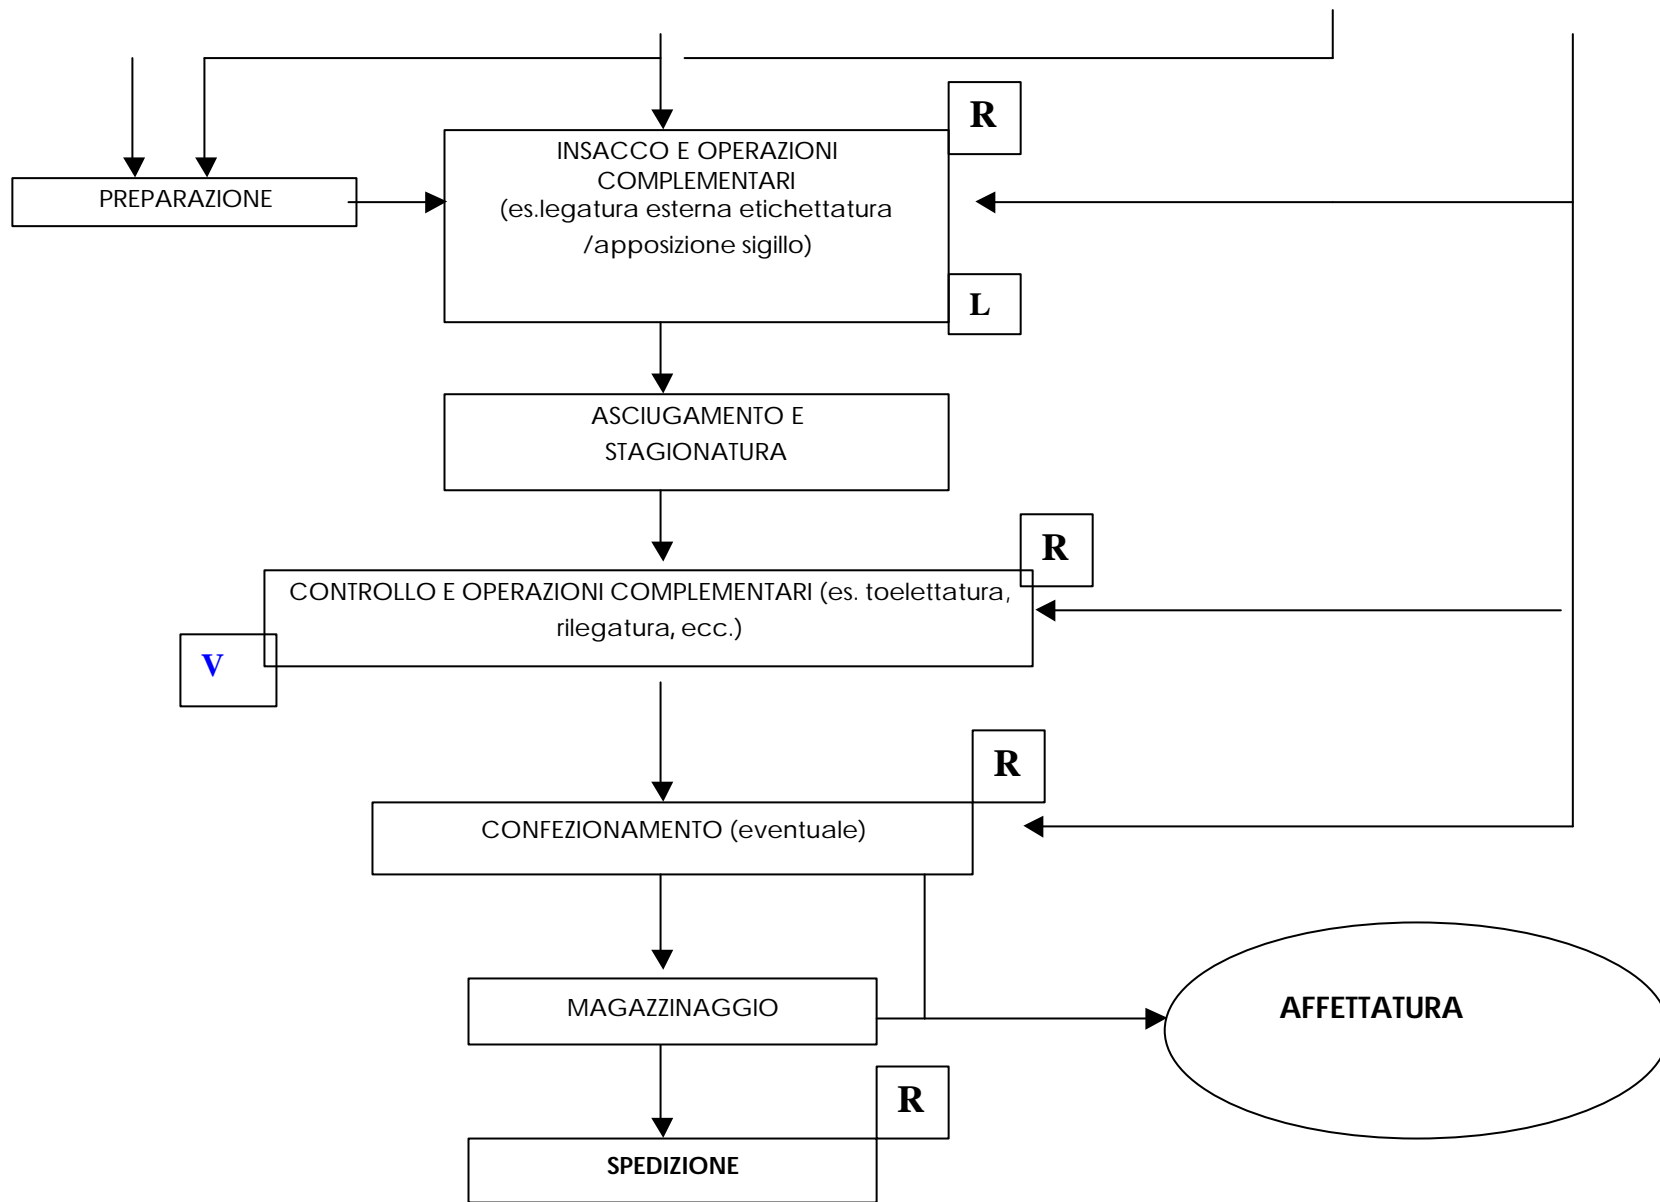 R
INSACCO E OPERAZIONI
COMPLEMENTARI
(es.legatura esterna etichettatura
/apposizione sigillo)
PREPARAZIONE
L
ASCIUGAMENTO E
STAGIONATURA
R
CONTROLLO E OPERAZIONI COMPLEMENTARI (es. toelettatura,
rilegatura, ecc.)
V
R
CONFEZIONAMENTO (eventuale)
MAGAZZINAGGIO
AFFETTATURA
R
SPEDIZIONE